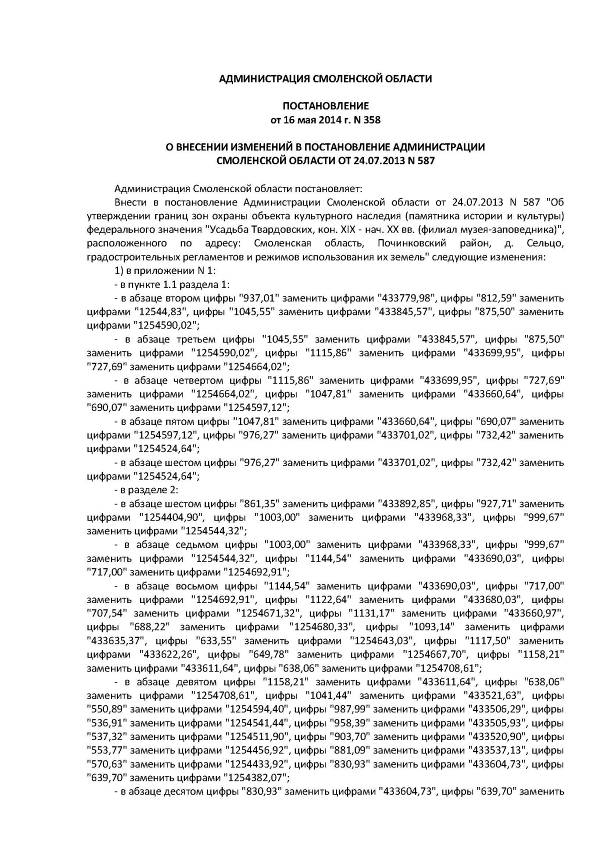 АДМИНИСТРАЦИЯ СМОЛЕНСКОЙ ОБЛАСТИ
ПОСТАНОВЛЕНИЕ
от 16 мая 2014 г. N 358
О ВНЕСЕНИИ ИЗМЕНЕНИЙ В ПОСТАНОВЛЕНИЕ АДМИНИСТРАЦИИ
СМОЛЕНСКОЙ ОБЛАСТИ ОТ 24.07.2013 N 587
Администрация Смоленской области постановляет:
Внести в постановление Администрации Смоленской области от 24.07.2013 N 587 "Об
утверждении границ зон охраны объекта культурного наследия (памятника истории и культуры)
федерального значения "Усадьба Твардовских, кон. XIX - нач. XX вв. (филиал музея-заповедника)",
расположенного по адресу: Смоленская область, Починковский район, д. Сельцо,
градостроительных регламентов и режимов использования их земель" следующие изменения:
1) в приложении N 1:
- в пункте 1.1 раздела 1:
- в абзаце втором цифры "937,01" заменить цифрами "433779,98", цифры "812,59" заменить
цифрами "12544,83", цифры "1045,55" заменить цифрами "433845,57", цифры "875,50" заменить
цифрами "1254590,02";
- в абзаце третьем цифры "1045,55" заменить цифрами "433845,57", цифры "875,50"
заменить цифрами "1254590,02", цифры "1115,86" заменить цифрами "433699,95", цифры
"727,69" заменить цифрами "1254664,02";
- в абзаце четвертом цифры "1115,86" заменить цифрами "433699,95", цифры "727,69"
заменить цифрами "1254664,02", цифры "1047,81" заменить цифрами "433660,64", цифры
"690,07" заменить цифрами "1254597,12";
- в абзаце пятом цифры "1047,81" заменить цифрами "433660,64", цифры "690,07" заменить
цифрами "1254597,12", цифры "976,27" заменить цифрами "433701,02", цифры "732,42" заменить
цифрами "1254524,64";
- в абзаце шестом цифры "976,27" заменить цифрами "433701,02", цифры "732,42" заменить
цифрами "1254524,64";
- в разделе 2:
- в абзаце шестом цифры "861,35" заменить цифрами "433892,85", цифры "927,71" заменить
цифрами "1254404,90", цифры "1003,00" заменить цифрами "433968,33", цифры "999,67"
заменить цифрами "1254544,32";
- в абзаце седьмом цифры "1003,00" заменить цифрами "433968,33", цифры "999,67"
заменить цифрами "1254544,32", цифры "1144,54" заменить цифрами "433690,03", цифры
"717,00" заменить цифрами "1254692,91";
- в абзаце восьмом цифры "1144,54" заменить цифрами "433690,03", цифры "717,00"
заменить цифрами "1254692,91", цифры "1122,64" заменить цифрами "433680,03", цифры
"707,54" заменить цифрами "1254671,32", цифры "1131,17" заменить цифрами "433660,97",
цифры "688,22" заменить цифрами "1254680,33", цифры "1093,14" заменить цифрами
"433635,37", цифры "633,55" заменить цифрами "1254643,03", цифры "1117,50" заменить
цифрами "433622,26", цифры "649,78" заменить цифрами "1254667,70", цифры "1158,21"
заменить цифрами "433611,64", цифры "638,06" заменить цифрами "1254708,61";
- в абзаце девятом цифры "1158,21" заменить цифрами "433611,64", цифры "638,06"
заменить цифрами "1254708,61", цифры "1041,44" заменить цифрами "433521,63", цифры
"550,89" заменить цифрами "1254594,40", цифры "987,99" заменить цифрами "433506,29", цифры
"536,91" заменить цифрами "1254541,44", цифры "958,39" заменить цифрами "433505,93", цифры
"537,32" заменить цифрами "1254511,90", цифры "903,70" заменить цифрами "433520,90", цифры
"553,77" заменить цифрами "1254456,92", цифры "881,09" заменить цифрами "433537,13", цифры
"570,63" заменить цифрами "1254433,92", цифры "830,93" заменить цифрами "433604,73", цифры
"639,70" заменить цифрами "1254382,07";
- в абзаце десятом цифры "830,93" заменить цифрами "433604,73", цифры "639,70" заменить